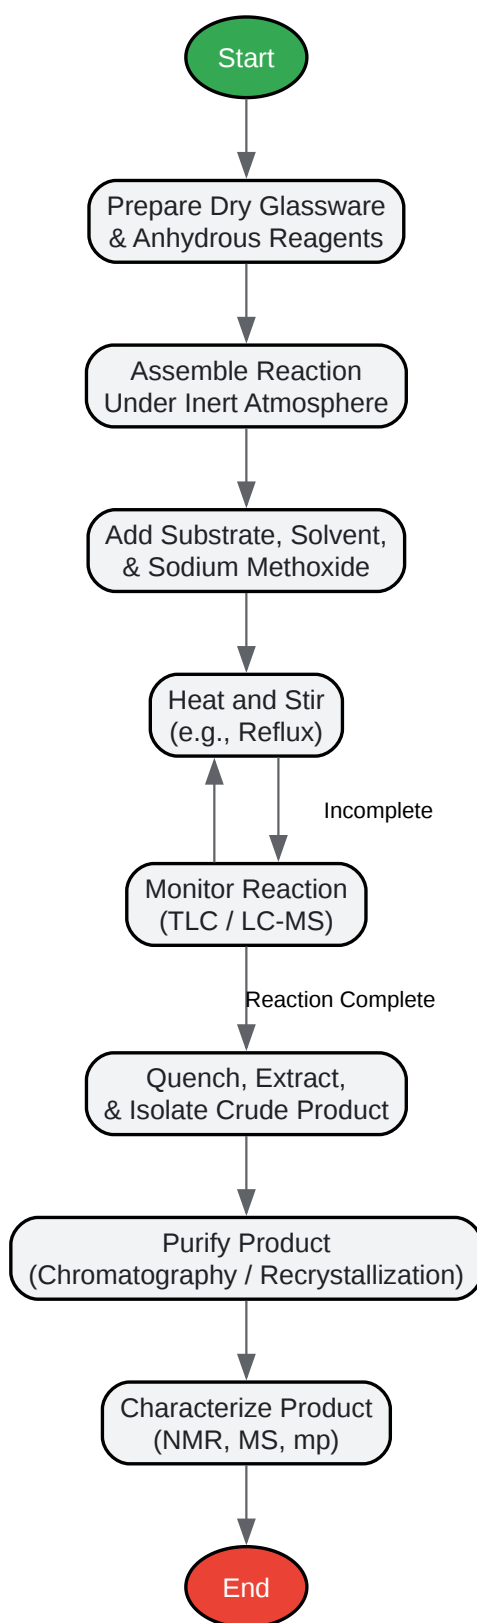 Start
Prepare Dry Glassware
& Anhydrous Reagents
Assemble Reaction
Under Inert Atmosphere
Add Substrate, Solvent,
& Sodium Methoxide
Heat and Stir
(e.g., Reflux)
Incomplete
Monitor Reaction
(TLC / LC-MS)
Reaction Complete
Quench, Extract,
& Isolate Crude Product
Purify Product
(Chromatography / Recrystallization)
Characterize Product
(NMR, MS, mp)
End